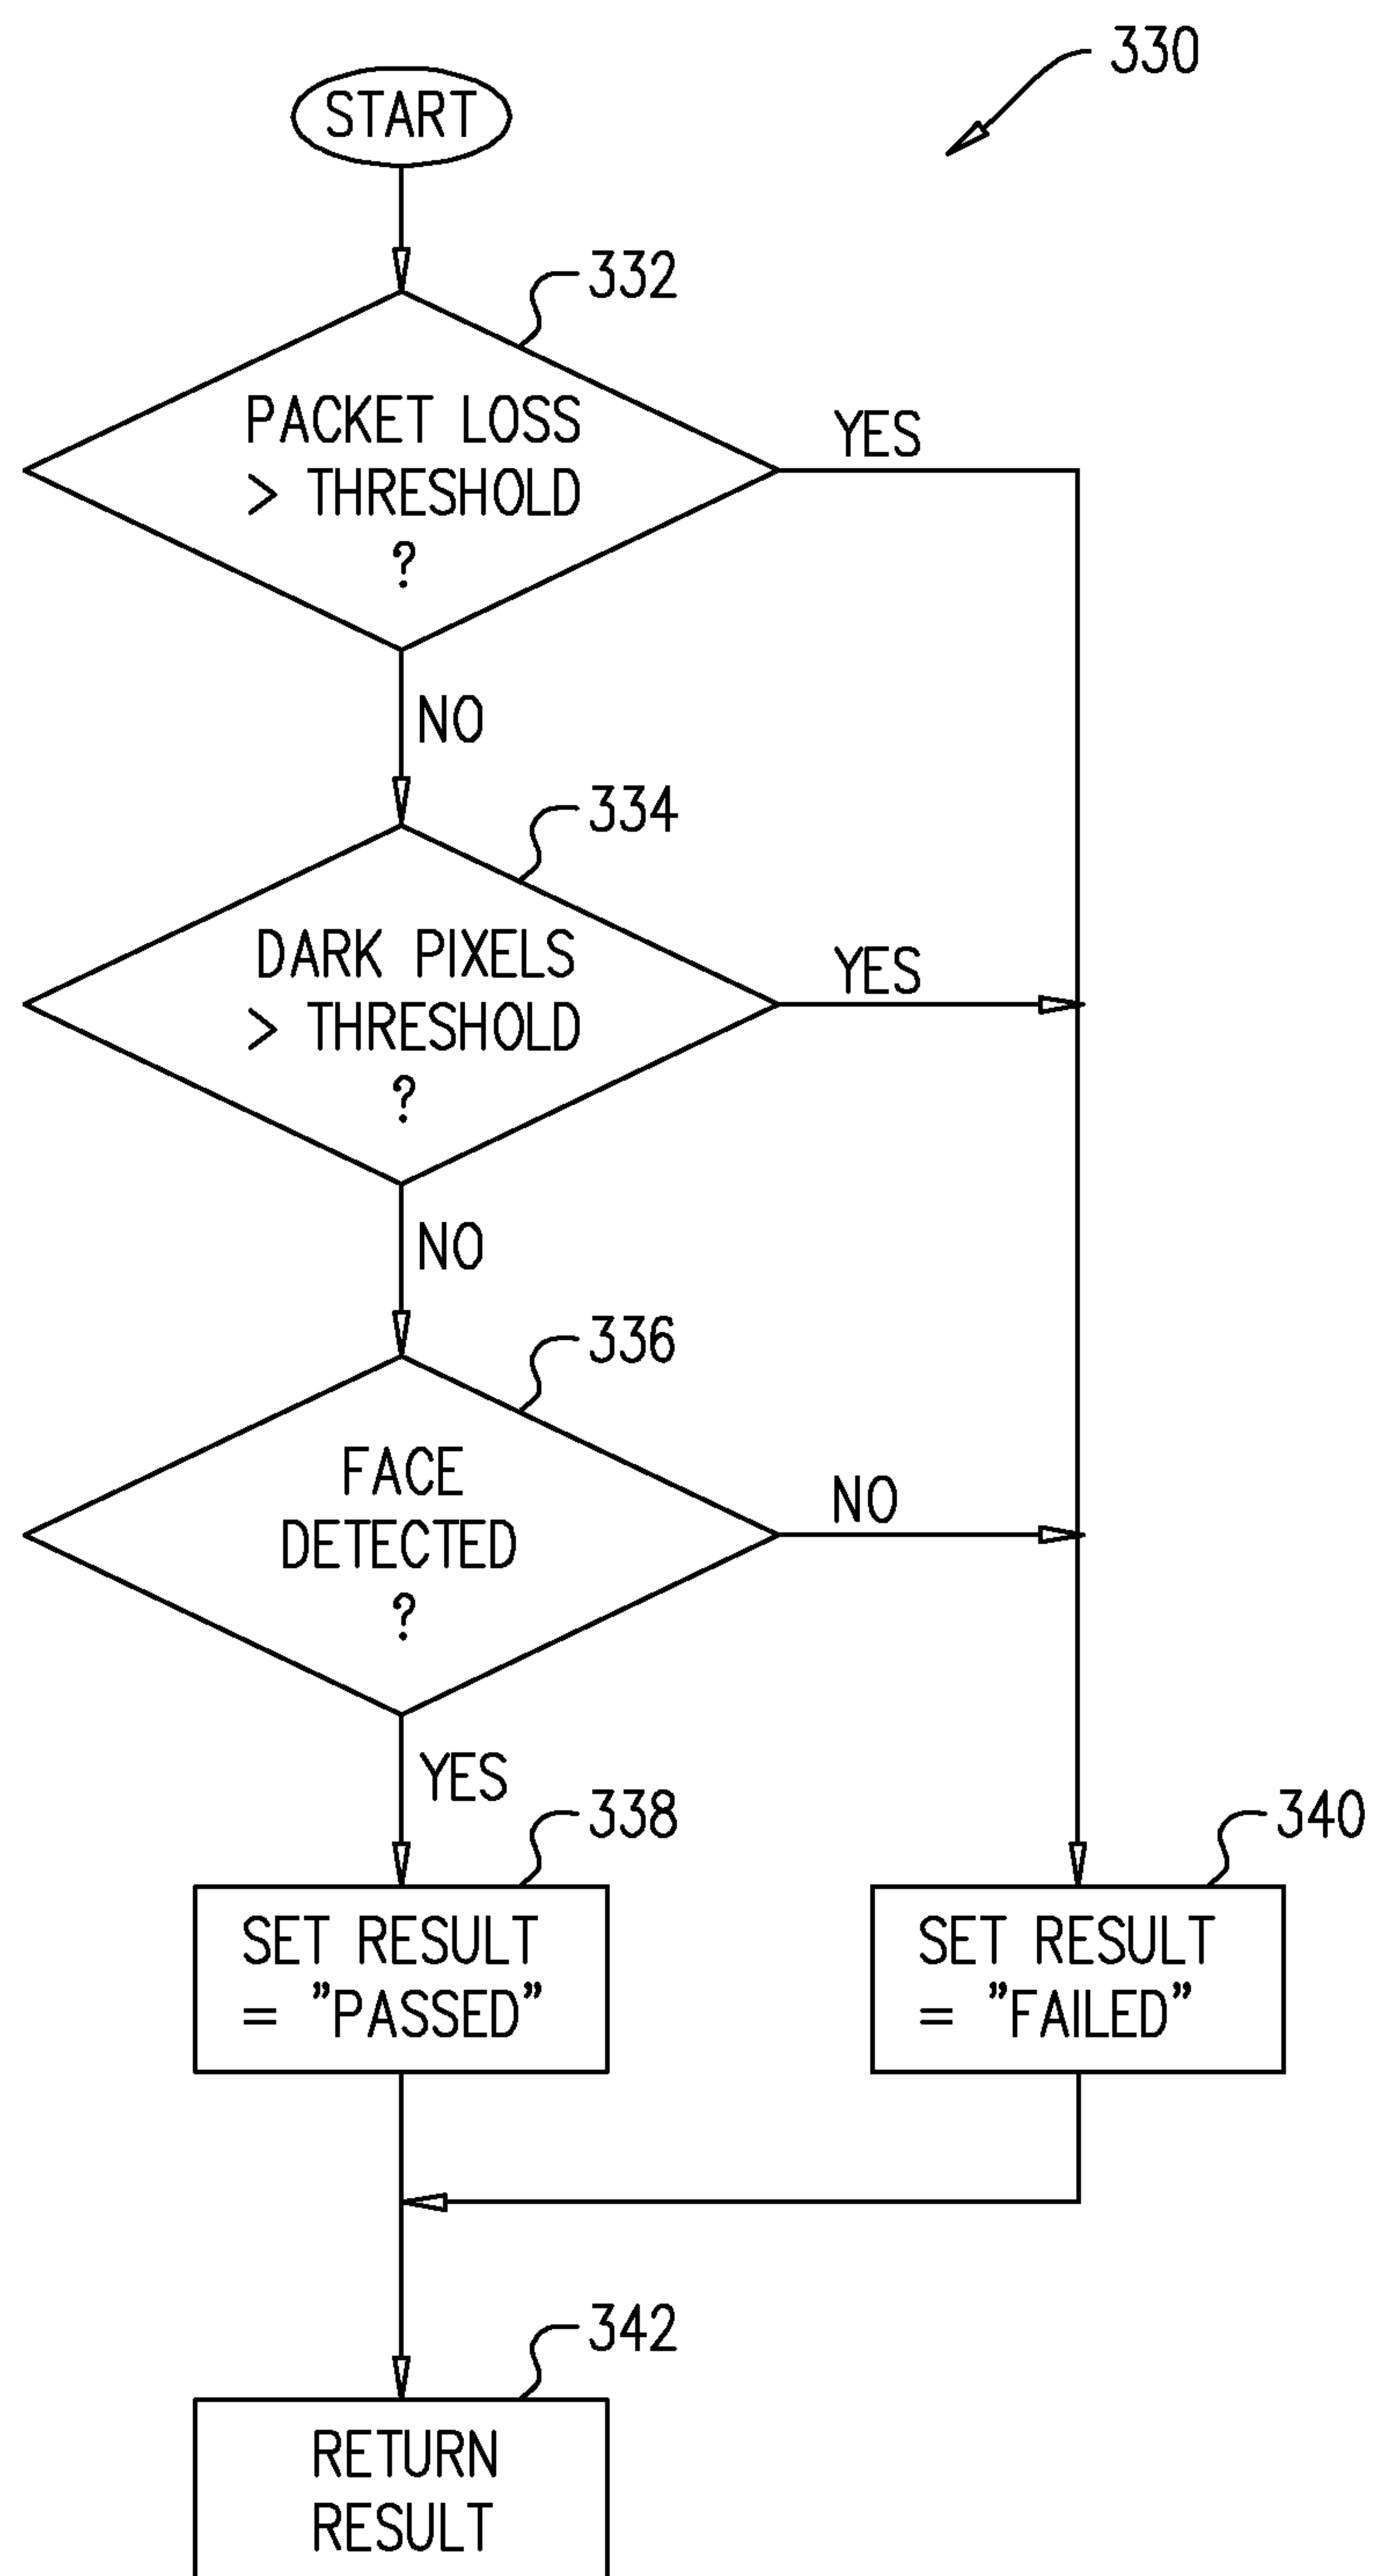 330
START
332
PACKET LOSS
> THRESHOLD
?
YES
NO
334
DARK PIXELS
> THRESHOLD
?
YES
NO
336
FACE
DETECTED
?
NO
YES
338
SET RESULT
= "PASSED"
340
SET RESULT
= "FAILED"
342
RETURN
RESULT